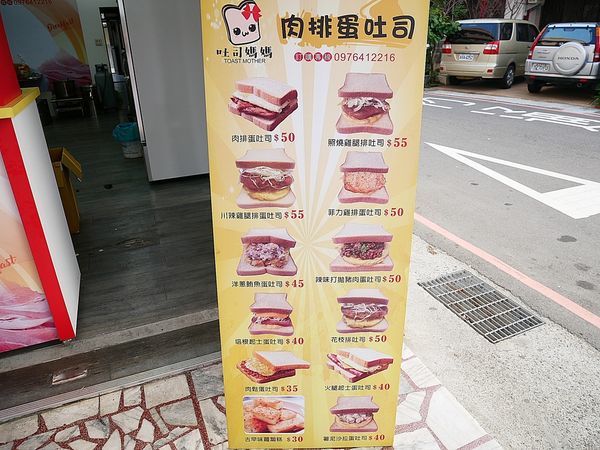 吐司媽媽
TOAST MOTHER
肉排蛋吐司
訂購專線 0976412216
肉排蛋吐司 $50
照燒雞腿排吐司 $55
川辣雞腿排蛋吐司 $55
菲力雞排蛋吐司 $50
洋蔥鮪魚蛋吐司 $45
辣味打拋豬肉蛋吐司 $50
培根起士蛋吐司 $40
花枝排吐司 $50
肉鬆蛋吐司 $35
火腿起士蛋吐司 $40
古早味蘿蔔糕 $30
薯泥沙拉蛋吐司 $40
HONDA